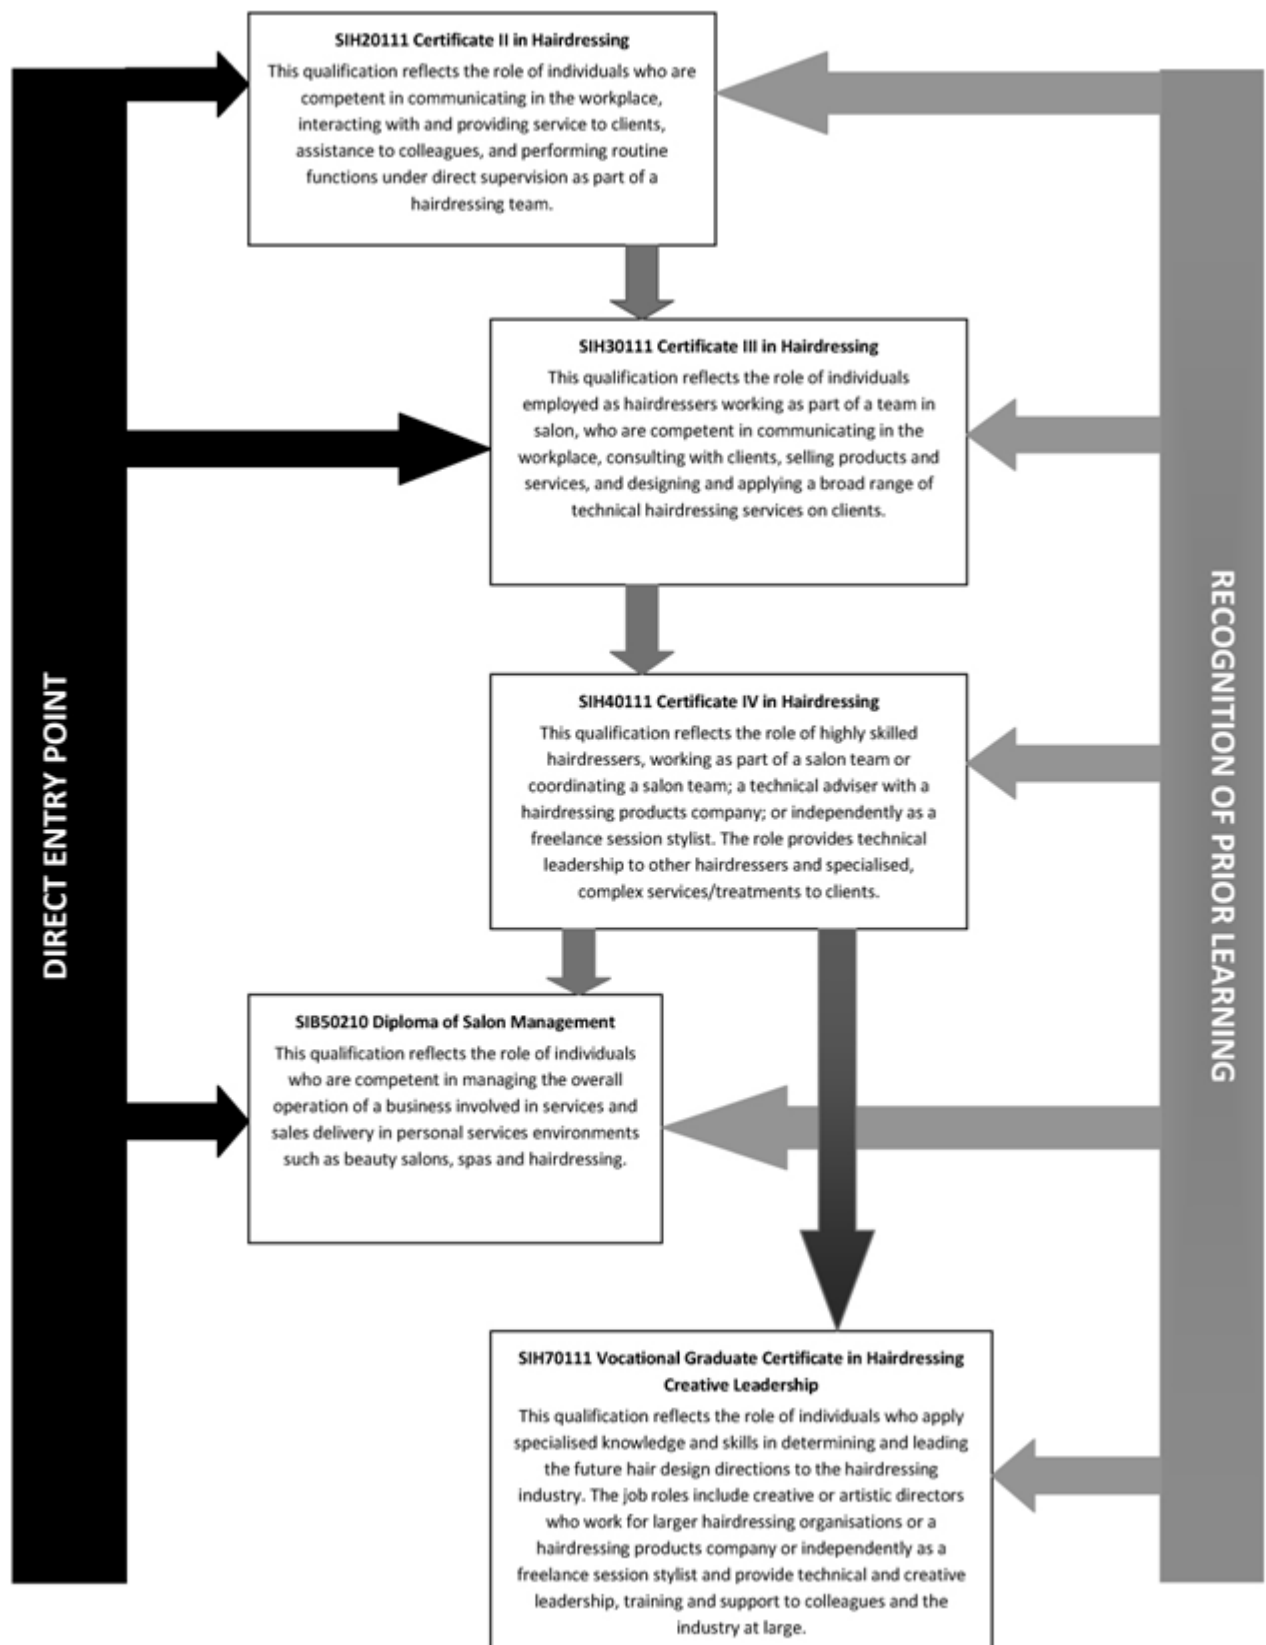 SIH20111 Certificate II in Hairdressing
This qualification reflects the role of individuals who are
competent in communicating in the workplace,
interacting with and providing service to clients,
assistance to colleagues, and performing routine
functions under direct supervision as part of a
hairdressing team.
SIH30111 Certificate III in Hairdressing
This qualification reflects the role of individuals
employed as hairdressers working as part of a team in
salon, who are competent in communicating in the
workplace, consulting with clients, selling products and
services, and designing and applying a broad range of
technical hairdressing services on clients.
DIRECT ENTRY POINT
RECOGNITION OF PRIOR LEARNING
SIH40111 Certificate IV in Hairdressing
This qualification reflects the role of highly skilled
hairdressers, working as part of a salon team or
coordinating a salon team; a technical adviser with a
hairdressing products company; or independently as a
freelance session stylist. The role provides technical
leadership to other hairdressers and specialised,
complex services/treatments to clients.
SIB50210 Diploma of Salon Management
This qualification reflects the role of individuals
who are competent in managing the overall
operation of a business involved in services and
sales delivery in personal services environments
such as beauty salons, spas and hairdressing.
SIH70111 Vocational Graduate Certificate in Hairdressing
Creative Leadership
This qualification reflects the role of individuals who apply
specialised knowledge and skills in determining and leading
the future hair design directions to the hairdressing
industry. The job roles include creative or artistic directors
who work for larger hairdressing organisations or a
hairdressing products company or independently as a
freelance session stylist and provide technical and creative
leadership, training and support to colleagues and the
industry at large.